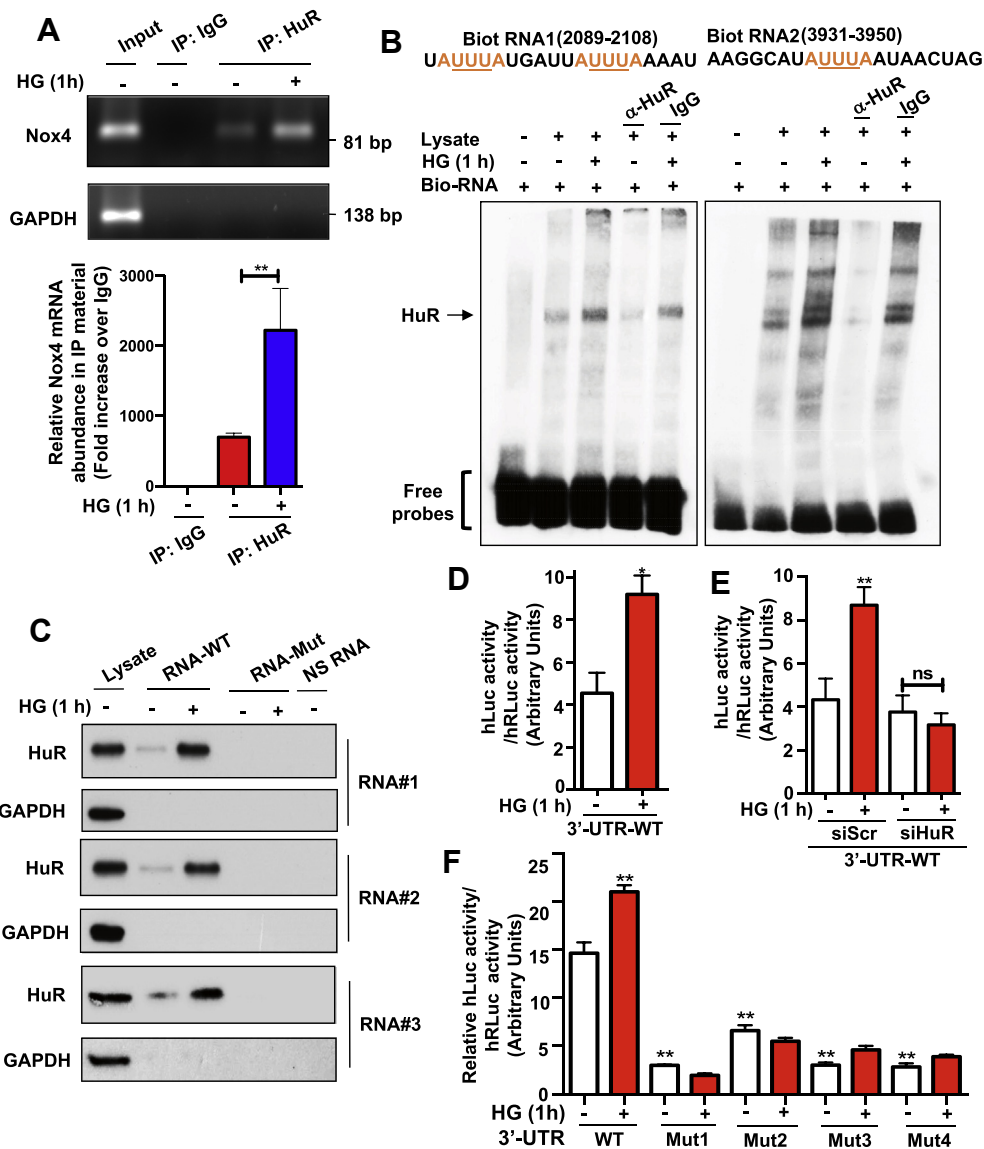 A
Input
IP: IgG
IP: HuR
HG (1h)
- - - +
Nox4
81 bp
GAPDH
138 bp
Relative Nox4 mRNA
abundance in IP material
(Fold increase over IgG)
3000
2000
1000
0
**
HG (1 h)
- - +
IP: IgG
IP: HuR
B
Biot RNA1(2089-2108)
UAUUUAUGAUUAUUUAAAAU
Biot RNA2(3931-3950)
AAGGCAUAUUUAAUAACUAG
α-HuR
IgG
α-HuR
IgG
Lysate - + + + + - + + + +
HG (1 h) - - + - + - - + - +
Bio-RNA + + + + + + + + + +
HuR
Free
probes
C
Lysate
RNA-WT
RNA-Mut
NS RNA
HG (1 h) - - + - + -
HuR
GAPDH
RNA#1
HuR
GAPDH
RNA#2
HuR
GAPDH
RNA#3
D
hLuc activity
/hRLuc activity
(Arbitrary Units)
10
8
6
4
2
0
*
HG (1 h) - +
3'-UTR-WT
E
hLuc activity
/hRLuc activity
(Arbitrary Units)
10
8
6
4
2
0
**
ns
HG (1 h) - + - +
siScr
siHuR
3'-UTR-WT
F
Relative hLuc activity/
hRLuc activity
(Arbitrary Units)
25
20
15
10
5
0
**
**
**
**
**
HG (1h) - + - + - + - + - +
3'-UTR WT Mut1 Mut2 Mut3 Mut4